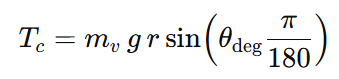 T_c = m_v g r sin(θ_deg π/180)